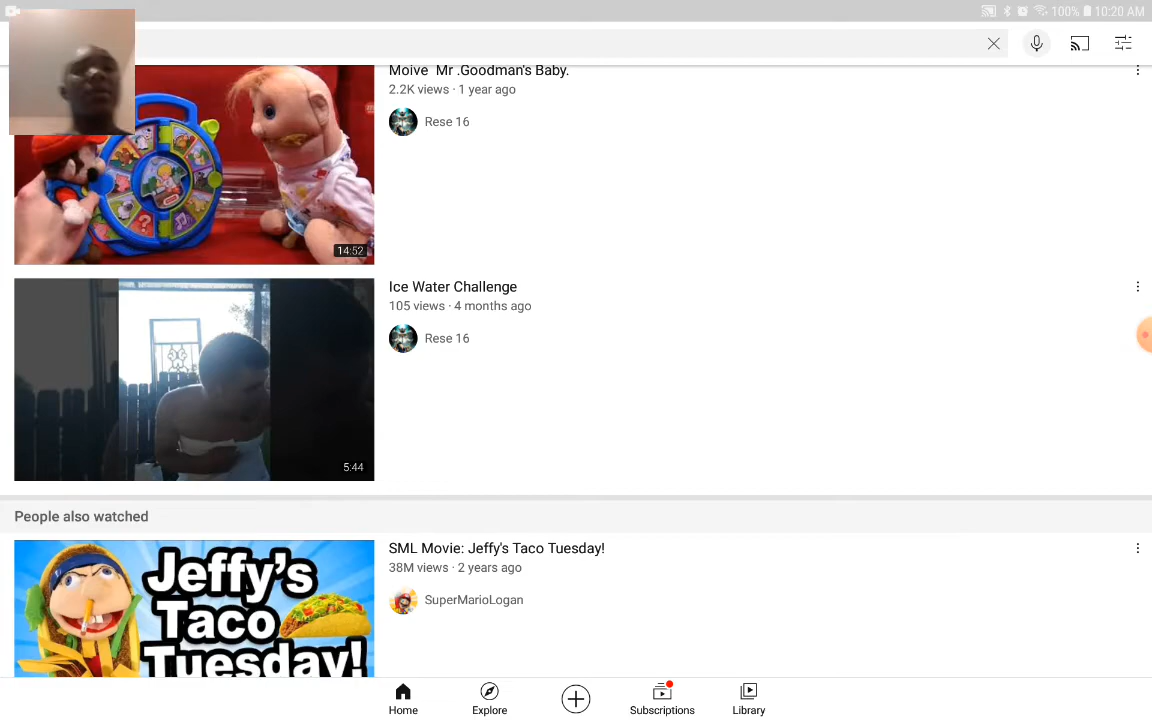 100% 10:20 AM
Moive Mr .Goodman's Baby.
2.2K views · 1 year ago
Rese 16
14:52
Ice Water Challenge
105 views · 4 months ago
Rese 16
5:44
People also watched
SML Movie: Jeffy's Taco Tuesday!
38M views · 2 years ago
SuperMarioLogan
Jeffy's
Taco
Tuesday!
Home Explore Subscriptions Library